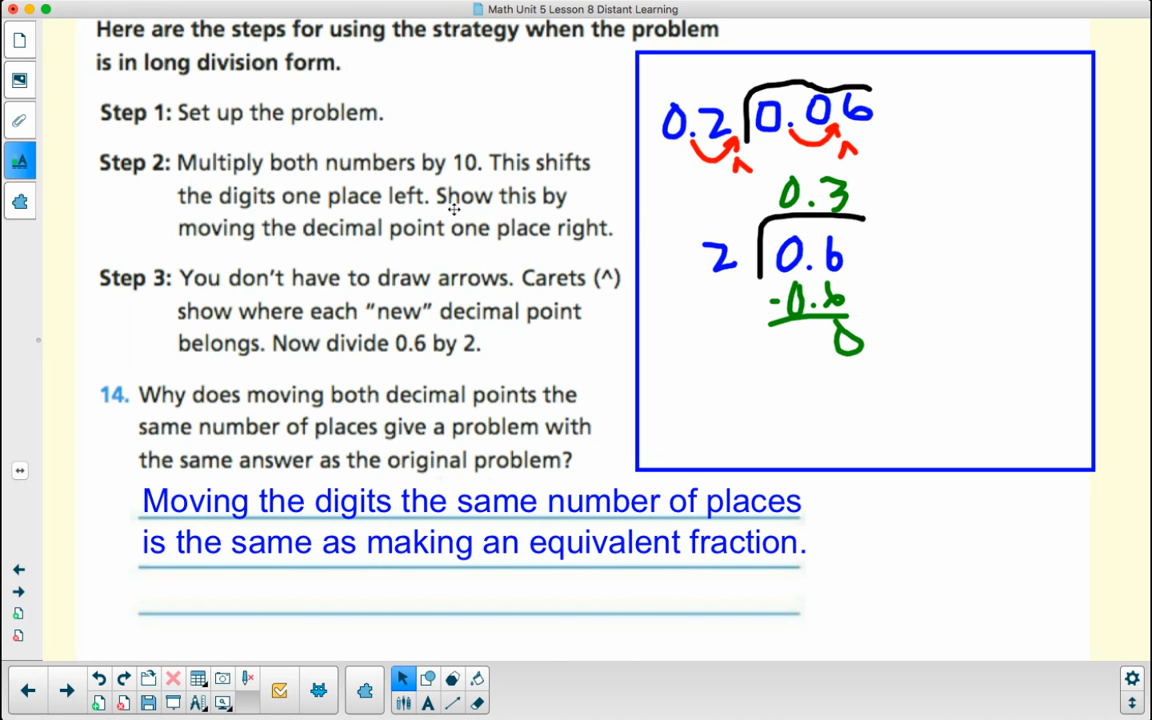 Math Unit 5 Lesson 8 Distant Learning
Here are the steps for using the strategy when the problem
is in long division form.
Step 1: Set up the problem.
Step 2: Multiply both numbers by 10. This shifts
the digits one place left. Show this by
moving the decimal point one place right.
Step 3: You don't have to draw arrows. Carets (^)
show where each "new" decimal point
belongs. Now divide 0.6 by 2.
14. Why does moving both decimal points the
same number of places give a problem with
the same answer as the original problem?
Moving the digits the same number of places
is the same as making an equivalent fraction.
0.2 0.06
^ ^
0.3
2 0.6
-0.6
0